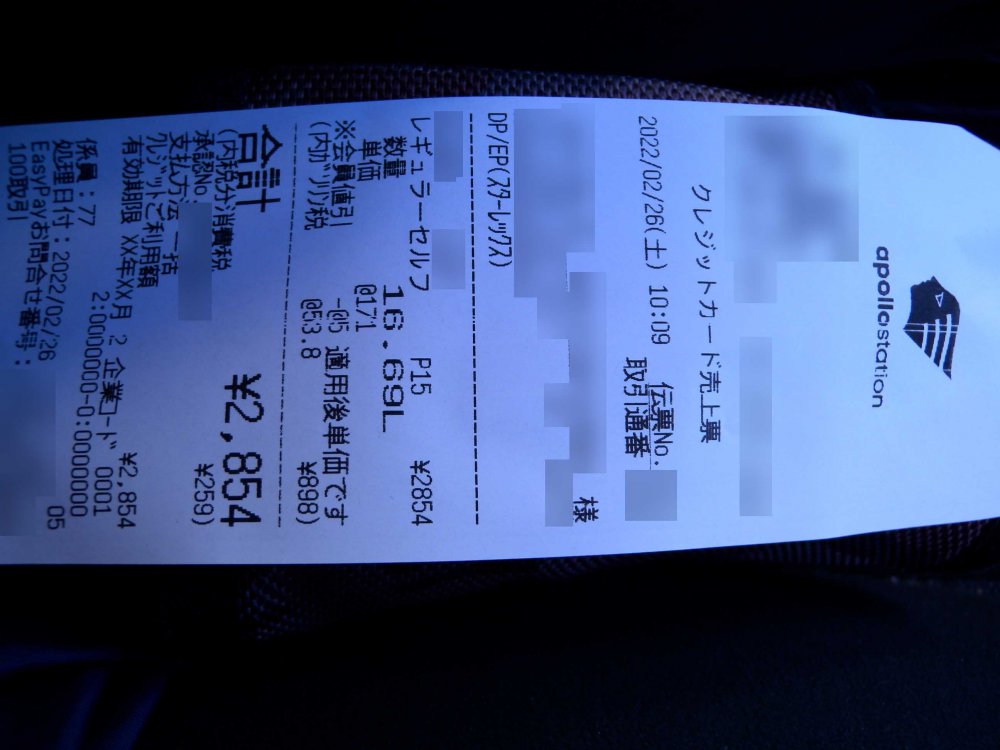 apollostation
クレジットカード売上票
2022/02/26(土) 10:09 伝票No.
取引通番
様
DP/EP(ｽﾀｰﾚｯｸｽ)
レギュラーセルフ P15 ¥2854
数量 16.69L
単価 @171
※会員値引 -@5 適用後単価です
(内ｶﾞｿﾘﾝ税 @53.8 ¥898)
合計 ¥2,854
(内税分消費税 ¥259)
承認No.
支払方法 一括
ｸﾚｼﾞｯﾄご利用額 ¥2,854
有効期限 XX年XX月 2 企業ｺｰﾄﾞ 0001
2:0000000-0:0000000
係員：77 05
処理日付：2022/02/26
EasyPayお問合せ番号：
100取引